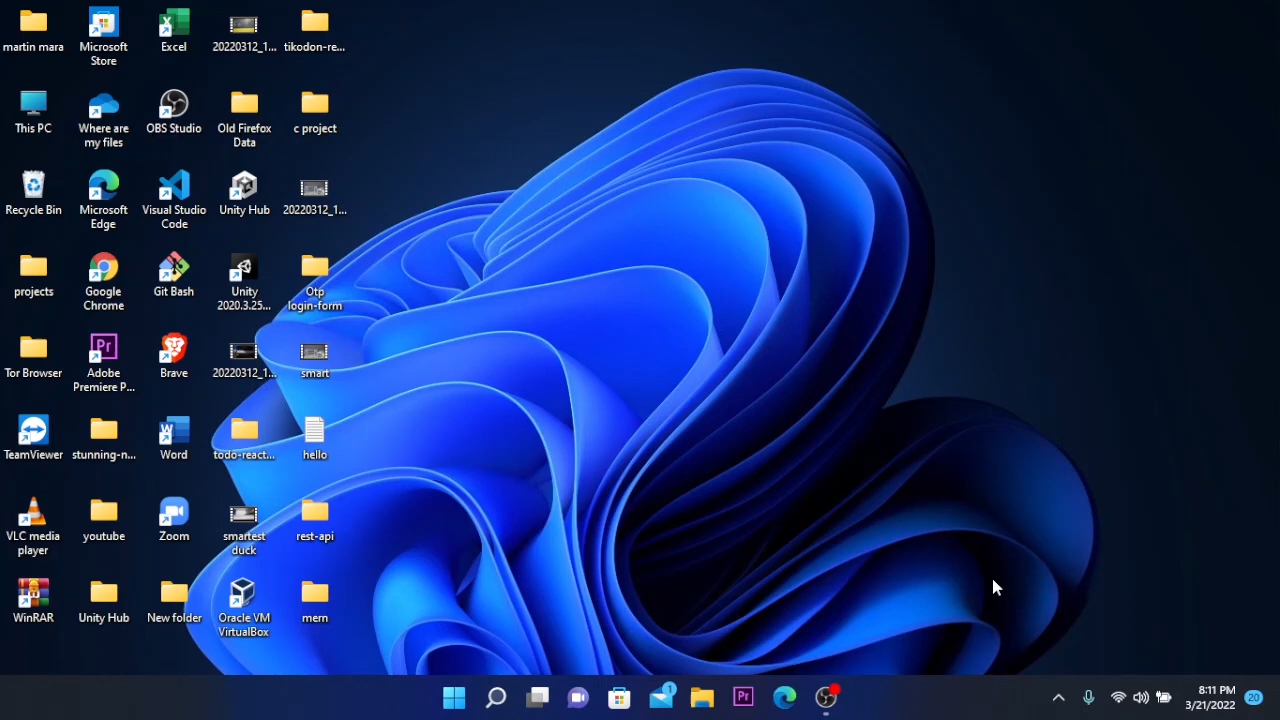 martin mara
Microsoft
Store
Excel
20220312_1...
tikodon-re...
This PC
Where are
my files
OBS Studio
Old Firefox
Data
c project
Recycle Bin
Microsoft
Edge
Visual Studio
Code
Unity Hub
20220312_1...
projects
Google
Chrome
Git Bash
Unity
2020.3.25...
Otp
login-form
Tor Browser
Pr
Adobe
Premiere P...
Brave
20220312_1...
smart
TeamViewer
stunning-n...
W
Word
todo-react...
hello
VLC media
player
youtube
Zoom
smartest
duck
rest-api
WinRAR
Unity Hub
New folder
Oracle VM
VirtualBox
mern
1
Pr
8:11 PM
3/21/2022
20